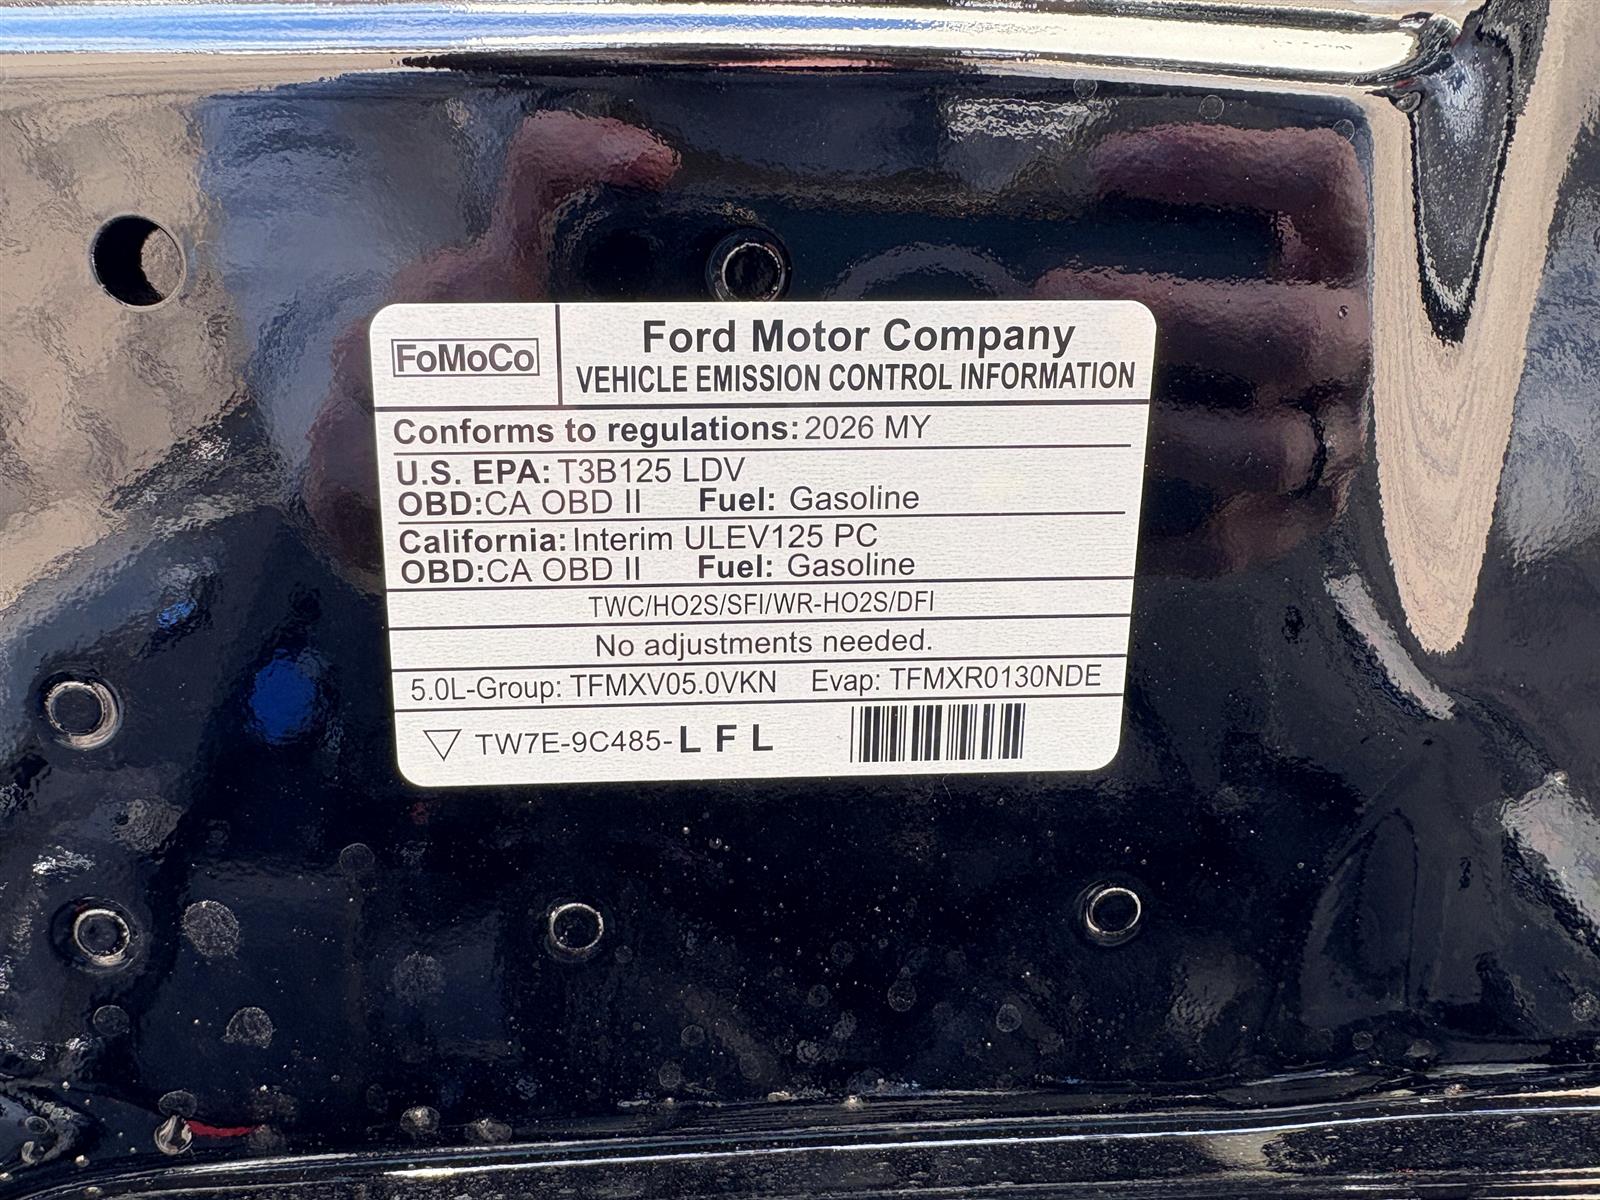 FoMoCo
Ford Motor Company
VEHICLE EMISSION CONTROL INFORMATION
Conforms to regulations: 2026 MY
U.S. EPA: T3B125 LDV
OBD:CA OBD II Fuel: Gasoline
California: Interim ULEV125 PC
OBD:CA OBD II Fuel: Gasoline
TWC/HO2S/SFI/WR-HO2S/DFI
No adjustments needed.
5.0L-Group: TFMXV05.0VKN Evap: TFMXR0130NDE
TW7E-9C485-L F L